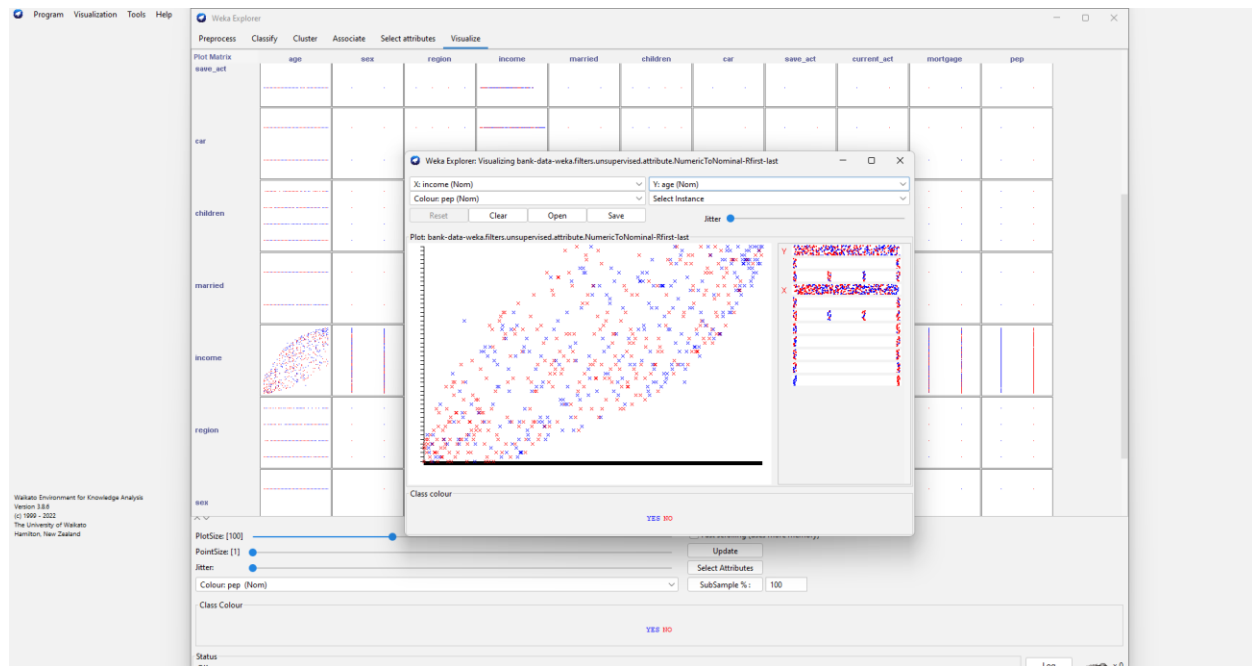 Program Visualization Tools Help
Weka Explorer
Preprocess Classify Cluster Associate Select attributes Visualize
Plot Matrix age sex region income married children car save_act current_act mortgage pep
save_act
car
Weka Explorer: Visualizing bank-data-weka.filters.unsupervised.attribute.NumericToNominal-Rfirst-last
X: income (Nom) Y: age (Nom)
Colour: pep (Nom) Select Instance
Reset Clear Open Save Jitter
Plot: bank-data-weka.filters.unsupervised.attribute.NumericToNominal-Rfirst-last
Y
children
married
X
income
region
sex
Class colour
YES NO
Waikato Environment for Knowledge Analysis
Version 3.8.6
(c) 1999 - 2022
The University of Waikato
Hamilton, New Zealand
PlotSize: [100]
PointSize: [1] Update
Jitter: Select Attributes
Colour: pep (Nom) SubSample % : 100
Class Colour
YES NO
Status
Log x 0